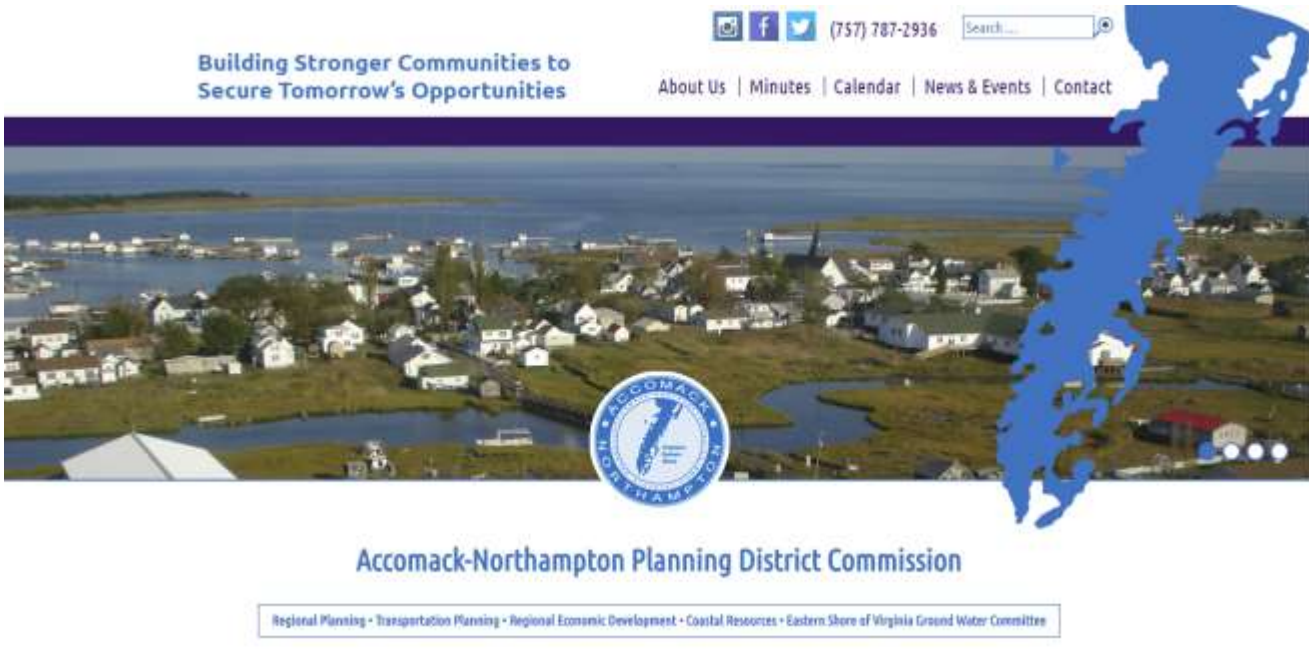 (757) 787-2936
Search....
Building Stronger Communities to
Secure Tomorrow's Opportunities
About Us | Minutes | Calendar | News & Events | Contact
ACCOMACK
NORTHAMPTON
Accomack-Northampton Planning District Commission
Regional Planning • Transportation Planning • Regional Economic Development • Coastal Resources • Eastern Shore of Virginia Ground Water Committee